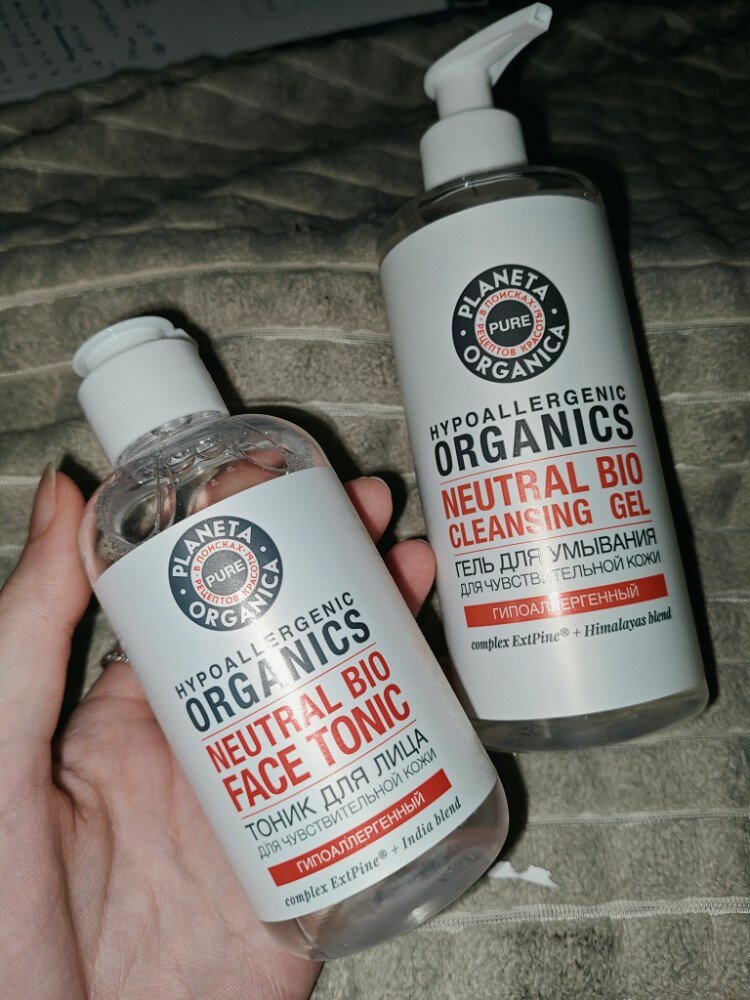 PLANETA
В ПОИСКАХ
PURE
РЕЦЕПТОВ КРАСОТЫ
ORGANICA
HYPOALLERGENIC
ORGANICS
NEUTRAL BIO
CLEANSING GEL
ГЕЛЬ ДЛЯ УМЫВАНИЯ
ДЛЯ ЧУВСТВИТЕЛЬНОЙ КОЖИ
ГИПОАЛЛЕРГЕННЫЙ
complex ExtPine® + Himalayas blend
PLANETA
В ПОИСКАХ
PURE
РЕЦЕПТОВ КРАСОТЫ
ORGANICA
HYPOALLERGENIC
ORGANICS
NEUTRAL BIO
FACE TONIC
ТОНИК ДЛЯ ЛИЦА
ДЛЯ ЧУВСТВИТЕЛЬНОЙ КОЖИ
ГИПОАЛЛЕРГЕННЫЙ
complex ExtPine® + India blend